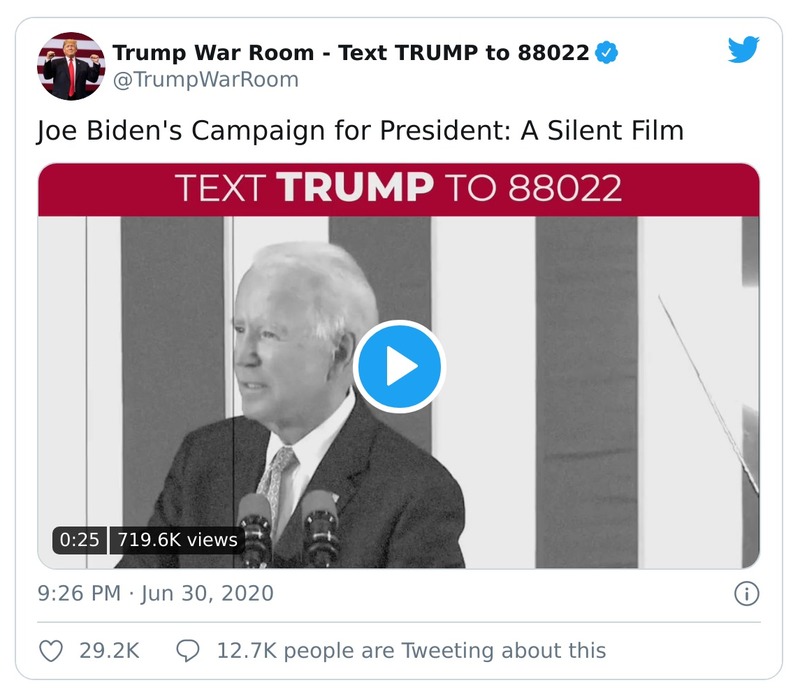 Trump War Room - Text TRUMP to 88022
@TrumpWarRoom
Joe Biden's Campaign for President: A Silent Film
TEXT TRUMP TO 88022
0:25 719.6K views
9:26 PM · Jun 30, 2020
29.2K 12.7K people are Tweeting about this